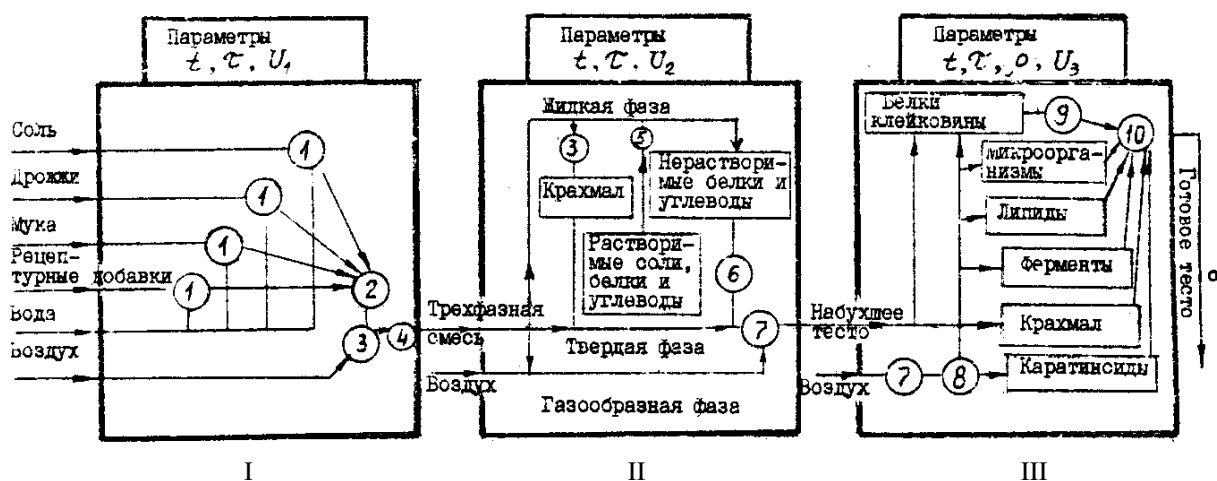 Параметры
t, τ, U₁
Соль
Дрожжи
Мука
Рецеп-
турные добавки
Вода
Воздух
1
1
1
1
2
3
4
I
Параметры
t, τ. U₂
Трехфазная
смесь
Воздух
Жидкая фаза
3
5
Крахмал
Нераствори-
мые белки и
углеводы
Раствори-
мые соли,
белки и
углеводы
6
7
Твердая фаза
Газообразная фаза
II
Параметры
t, τ, ρ, U₃
Набухшее
тесто
Воздух
Белки
клейковины
9
10
Микроорга-
низмы
Липиды
Ферменты
Крахмал
Каратинсиды
7
8
Готовое тесто
III